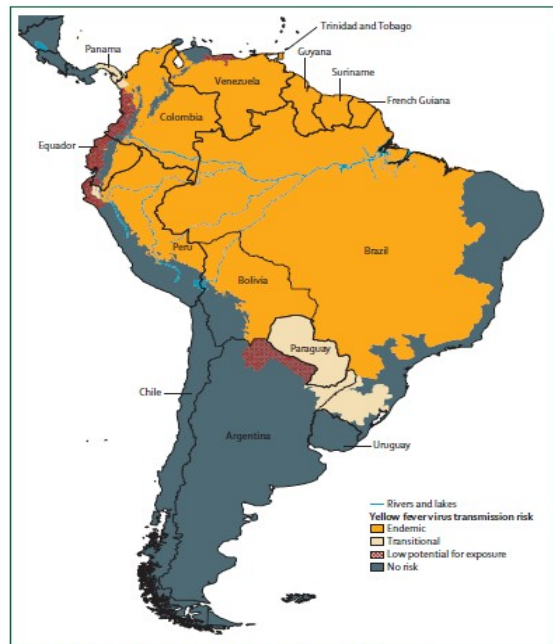 Trinidad and Tobago
Panama
Guyana
Suriname
Venezuela
French Guiana
Colombia
Equador
Peru
Brazil
Bolivia
Paraguay
Chile
Argentina
Uruguay
Rivers and lakes
Yellow fever virus transmission risk
Endemic
Transitional
Low potential for exposure
No risk